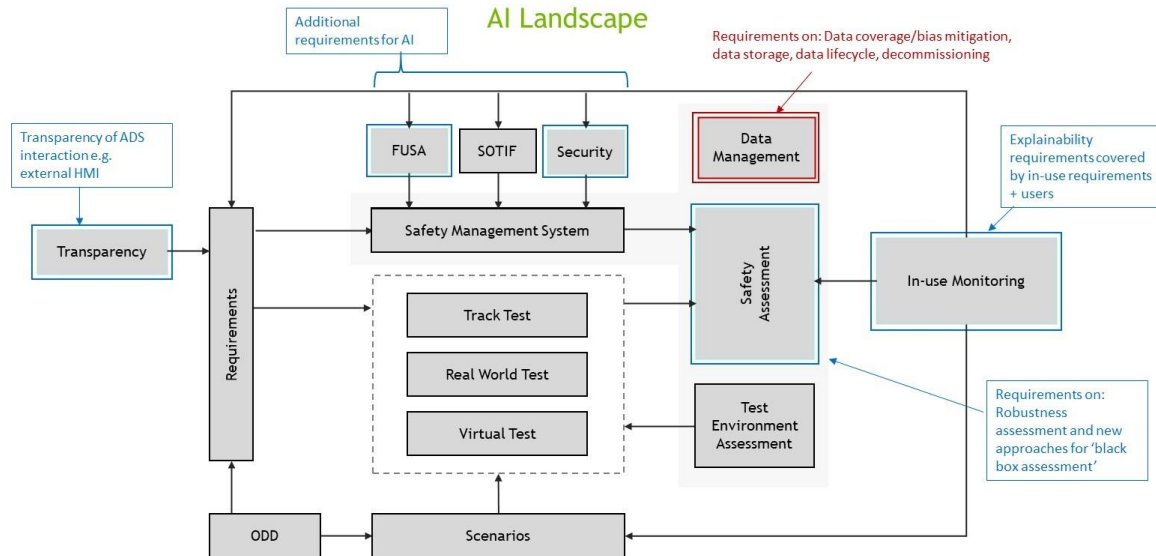 AI Landscape
Additional
requirements for AI
Requirements on: Data coverage/bias mitigation,
data storage, data lifecycle, decommissioning
Transparency of ADS
interaction e.g.
external HMI
FUSA
SOTIF
Security
Data
Management
Explainability
requirements covered
by in-use requirements
+ users
Transparency
Requirements
Safety Management System
Safety
Assessment
In-use Monitoring
Track Test
Real World Test
Virtual Test
Test
Environment
Assessment
Requirements on:
Robustness
assessment and new
approaches for ‘black
box assessment’
ODD
Scenarios